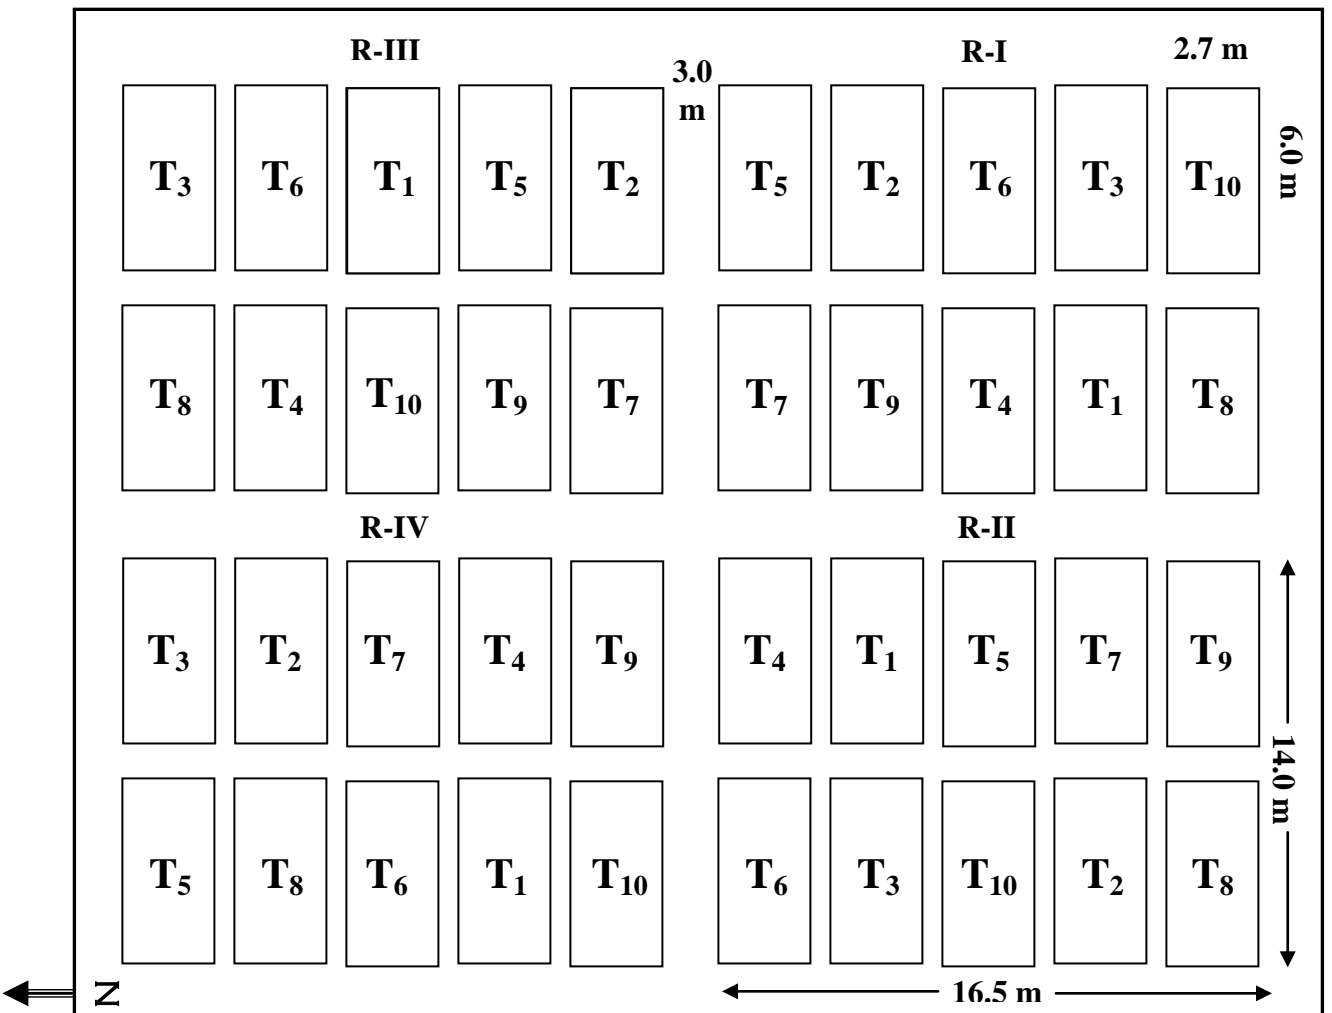 R-III R-I 2.7 m
3.0
m
6.0 m
T3 T6 T1 T5 T2 T5 T2 T6 T3 T10
T8 T4 T10 T9 T7 T7 T9 T4 T1 T8
R-IV R-II
T3 T2 T7 T4 T9 T4 T1 T5 T7 T9
14.0 m
T5 T8 T6 T1 T10 T6 T3 T10 T2 T8
N 16.5 m